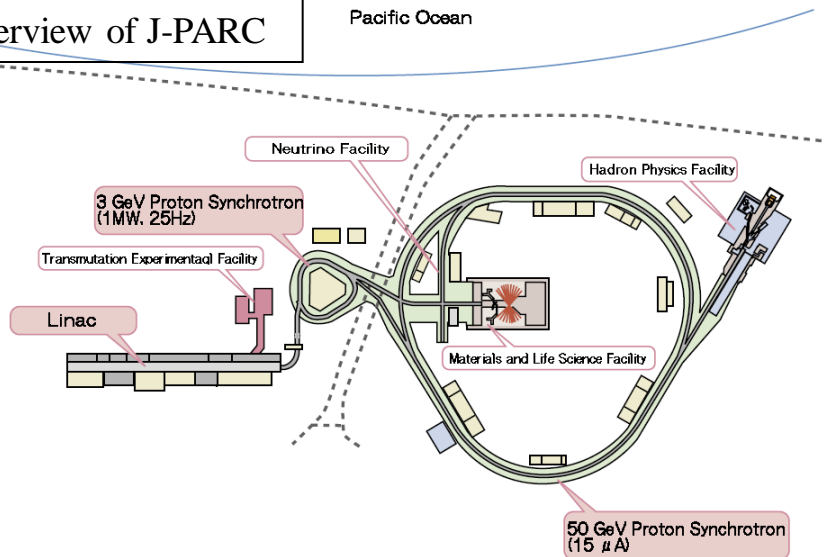 erview of J-PARC
Pacific Ocean
Neutrino Facility
Hadron Physics Facility
3 GeV Proton Synchrotron
(1MW, 25Hz)
Transmutation Experimentagl Facility
Linac
Materials and Life Science Facility
50 GeV Proton Synchrotron
(15 μA)